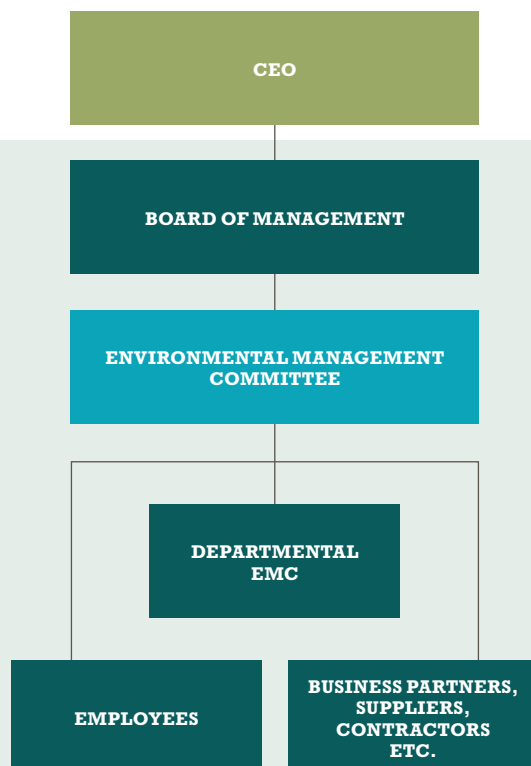 CEO
BOARD OF MANAGEMENT
ENVIRONMENTAL MANAGEMENT
COMMITTEE
DEPARTMENTAL
EMC
EMPLOYEES
BUSINESS PARTNERS,
SUPPLIERS,
CONTRACTORS
ETC.